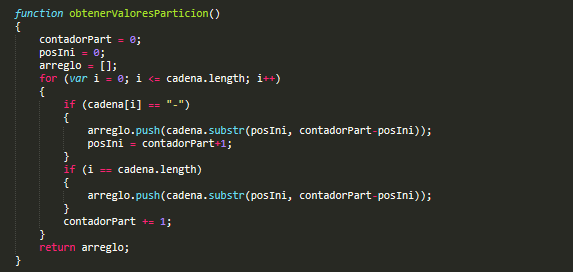 function obtenerValoresParticion()
{
    contadorPart = 0;
    posIni = 0;
    arreglo = [];
    for (var i = 0; i <= cadena.length; i++)
    {
        if (cadena[i] == "-")
        {
            arreglo.push(cadena.substr(posIni, contadorPart-posIni));
            posIni = contadorPart+1;
        }
        if (i == cadena.length)
        {
            arreglo.push(cadena.substr(posIni, contadorPart-posIni));
        }
        contadorPart += 1;
    }
    return arreglo;
}